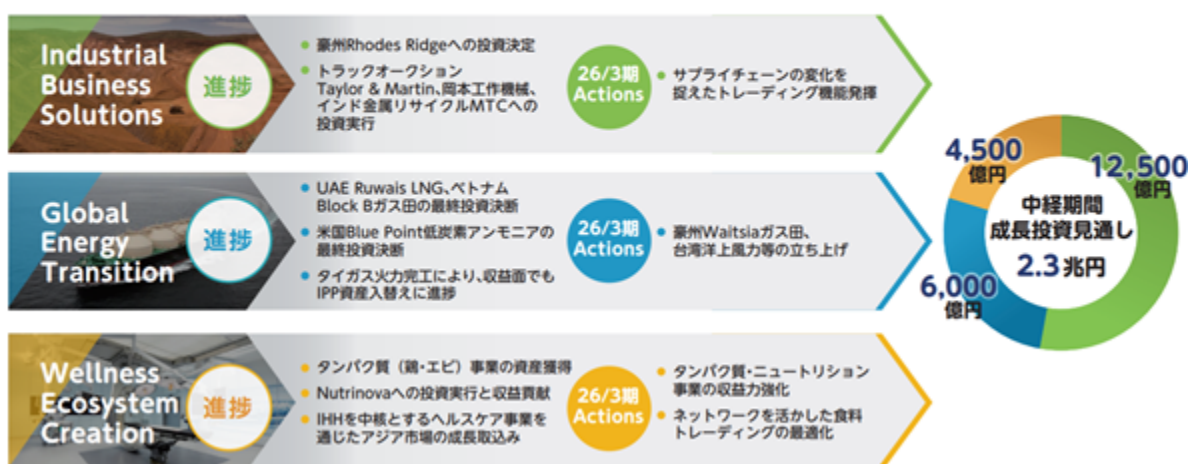 Industrial
Business
Solutions
進捗
● 豪州Rhodes Ridgeへの投資決定
● トラックオークション
Taylor & Martin、岡本工作機械、
インド金属リサイクルMTCへの
投資実行
26/3期
Actions
● サプライチェーンの変化を
捉えたトレーディング機能発揮
Global
Energy
Transition
進捗
● UAE Ruwais LNG、ベトナム
Block Bガス田の最終投資決断
● 米国Blue Point低炭素アンモニアの
最終投資決断
● タイガス火力完工により、収益面でも
IPP資産入替えに進捗
26/3期
Actions
● 豪州Waitsiaガス田、
台湾洋上風力等の立ち上げ
Wellness
Ecosystem
Creation
進捗
● タンパク質（鶏・エビ）事業の資産獲得
● Nutrinovaへの投資実行と収益貢献
● IHHを中核とするヘルスケア事業を
通じたアジア市場の成長取込み
26/3期
Actions
● タンパク質・ニュートリション
事業の収益力強化
● ネットワークを活かした食料
トレーディングの最適化
4,500
億円
12,500
億円
中経期間
成長投資見通し
2.3兆円
6,000
億円